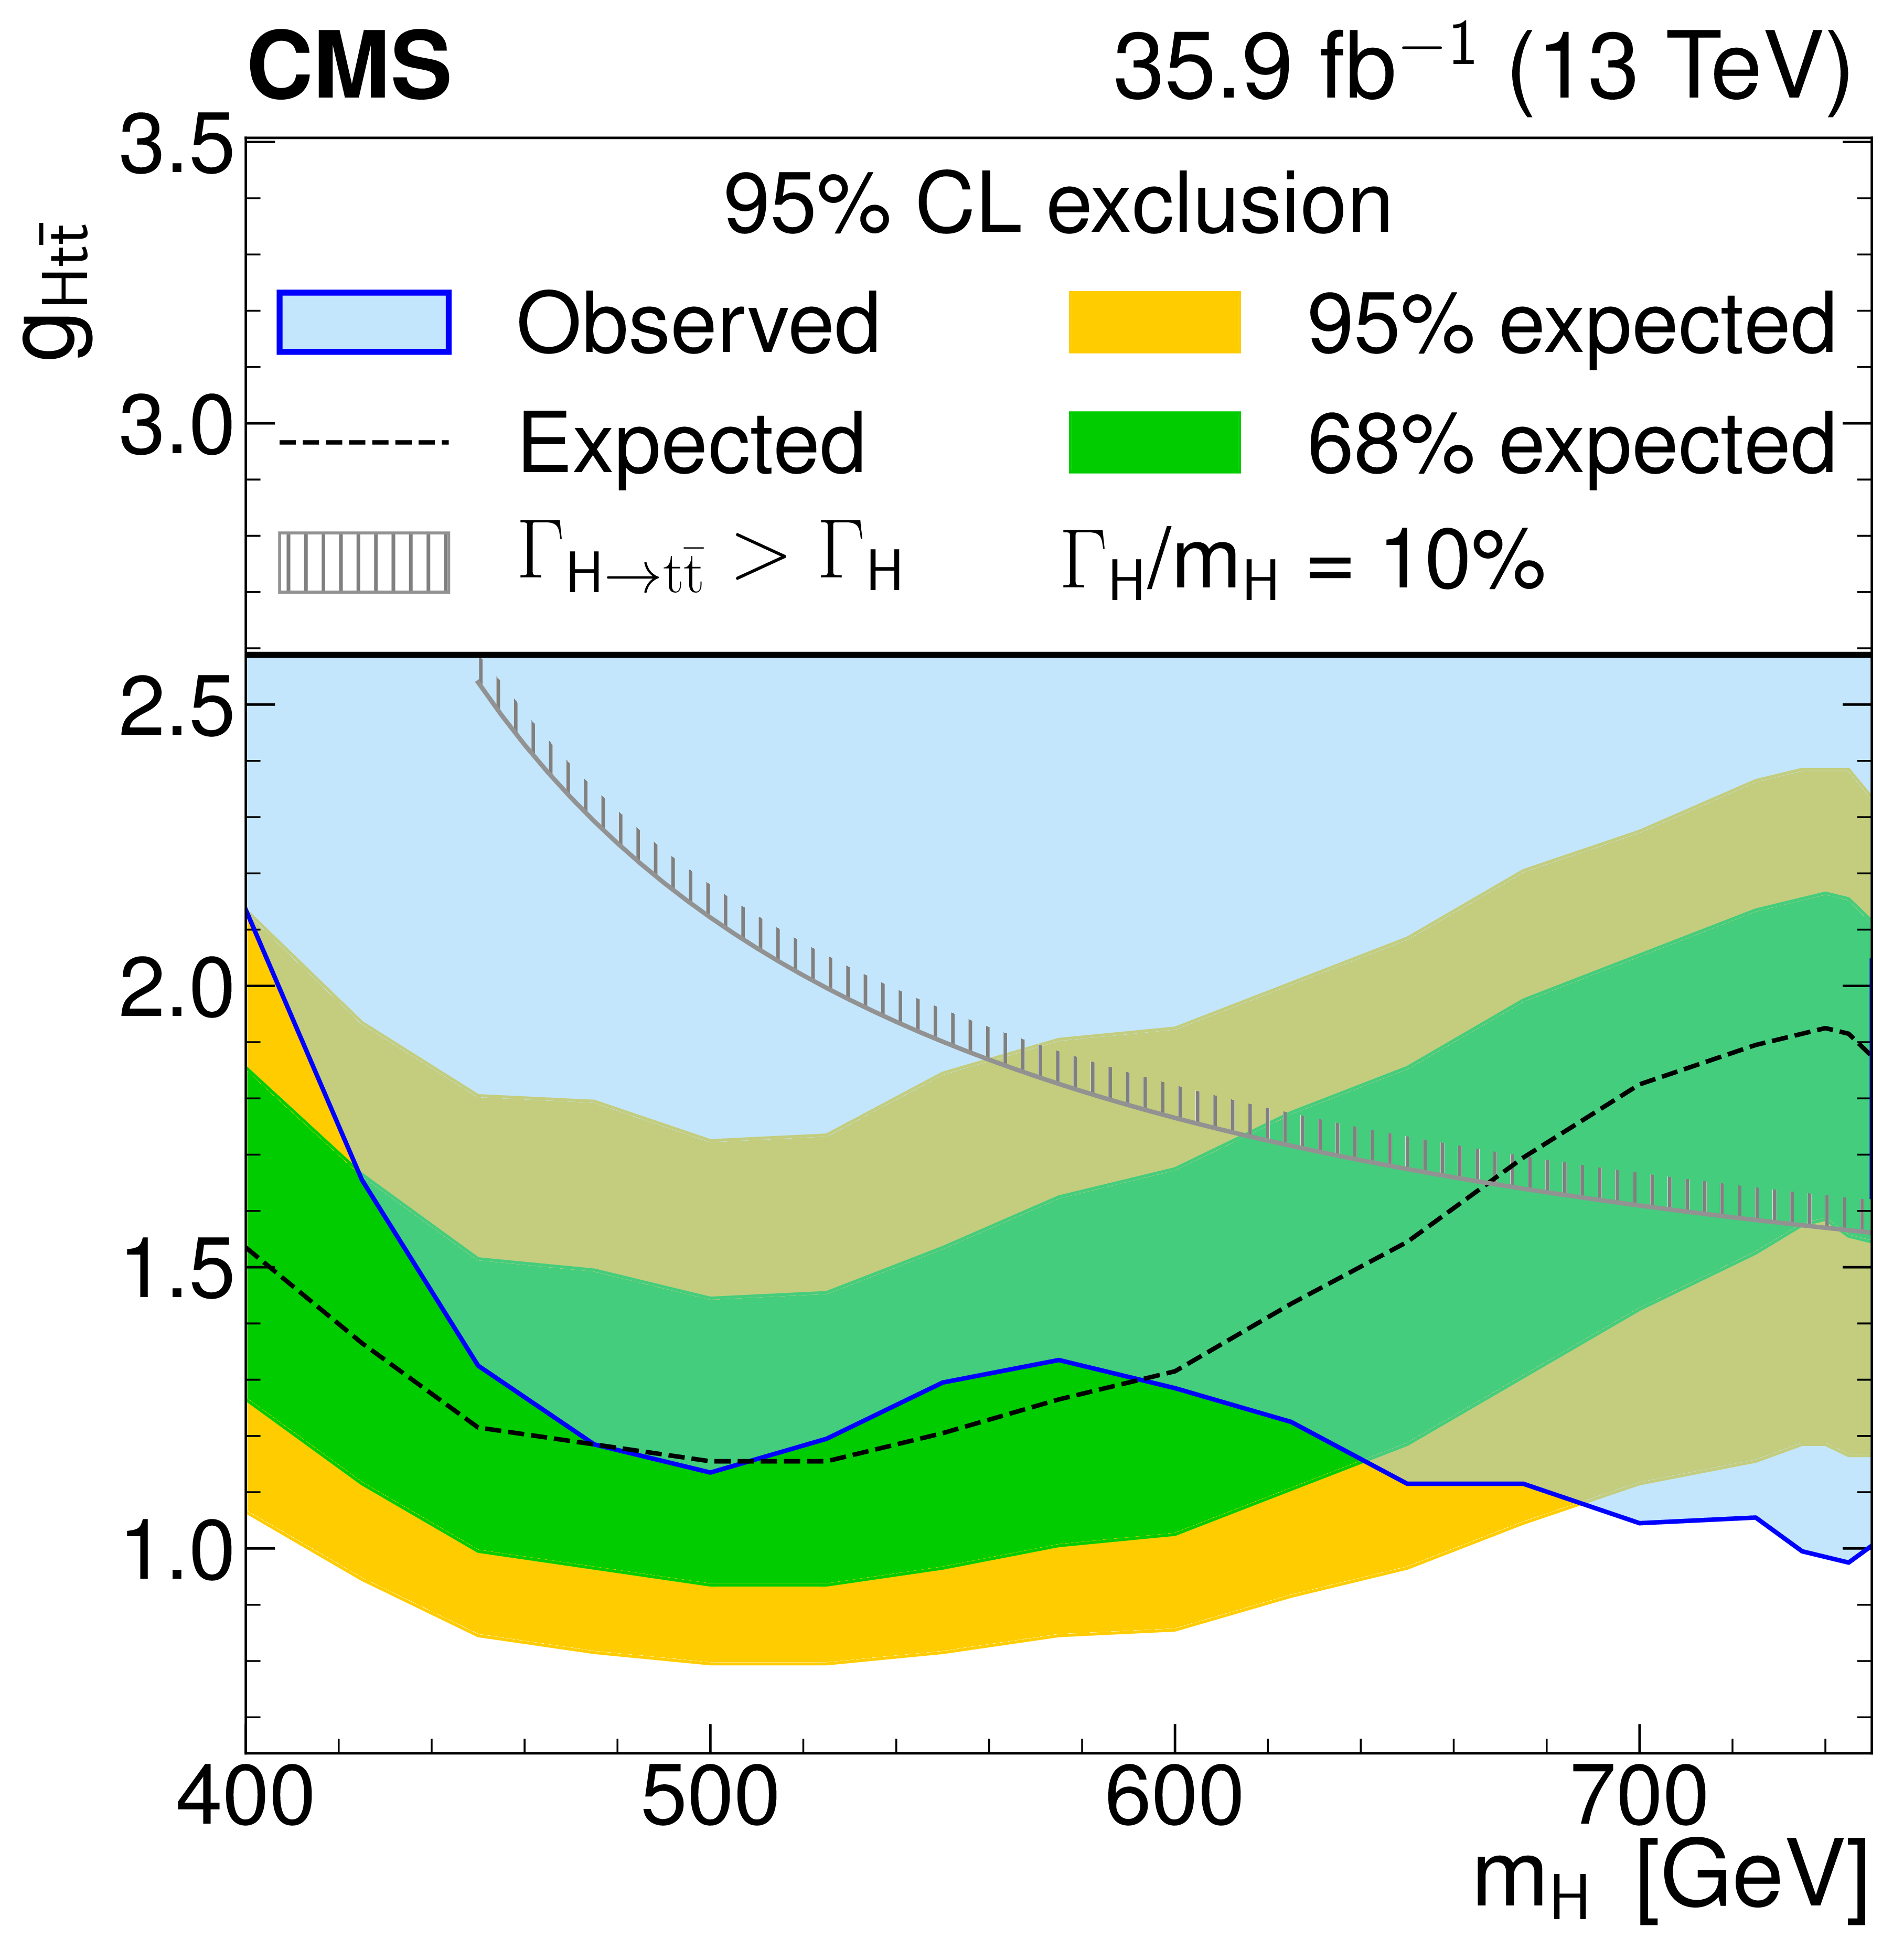 CMS 35.9 fb⁻¹ (13 TeV)
3.5
95% CL exclusion
g_Htt̄
Observed 95% expected
3.0
Expected 68% expected
Γ_H→tt̄ > Γ_H Γ_H/m_H = 10%
2.5
2.0
1.5
1.0
400 500 600 700
m_H [GeV]